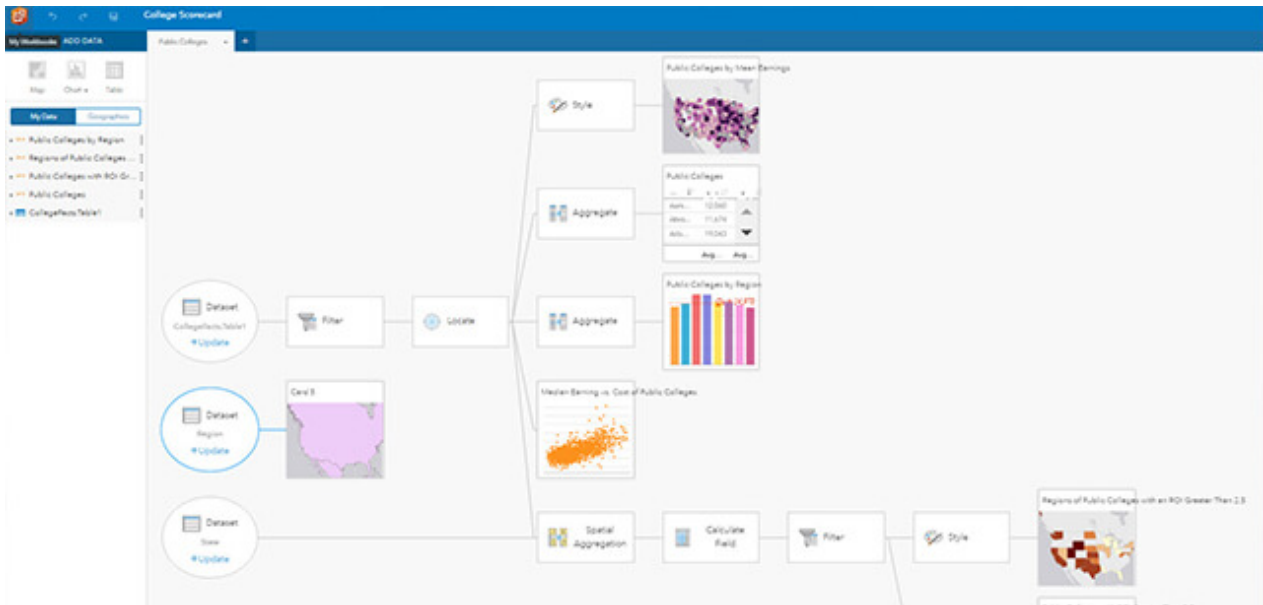 College Scorecard
My Workbooks
ADD DATA
Public Colleges
Map
Chart
Table
My Data
Geographies
Public Colleges by Region
Regions of Public Colleges ...
Public Colleges with ROI Gr...
Public Colleges
CollegeFacts.Table1
Style
Public Colleges by Mean Earnings
Aggregate
Public Colleges
Avg...
Avg...
Dataset
CollegeFacts.Table1
Update
Filter
Locate
Aggregate
Public Colleges by Region
Dataset
Region
Update
Card 5
Median Earning vs. Cost of Public Colleges
Dataset
State
Update
Spatial
Aggregation
Calculate
Field
Filter
Style
Regions of Public Colleges with an ROI Greater Than 2.5